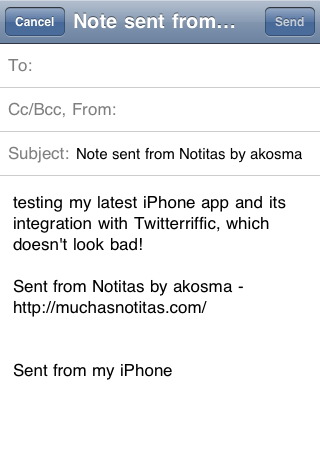 Cancel Note sent from... Send
To:
Cc/Bcc, From:
Subject: Note sent from Notitas by akosma
testing my latest iPhone app and its
integration with Twitterriffic, which
doesn't look bad!
Sent from Notitas by akosma -
http://muchasnotitas.com/
Sent from my iPhone